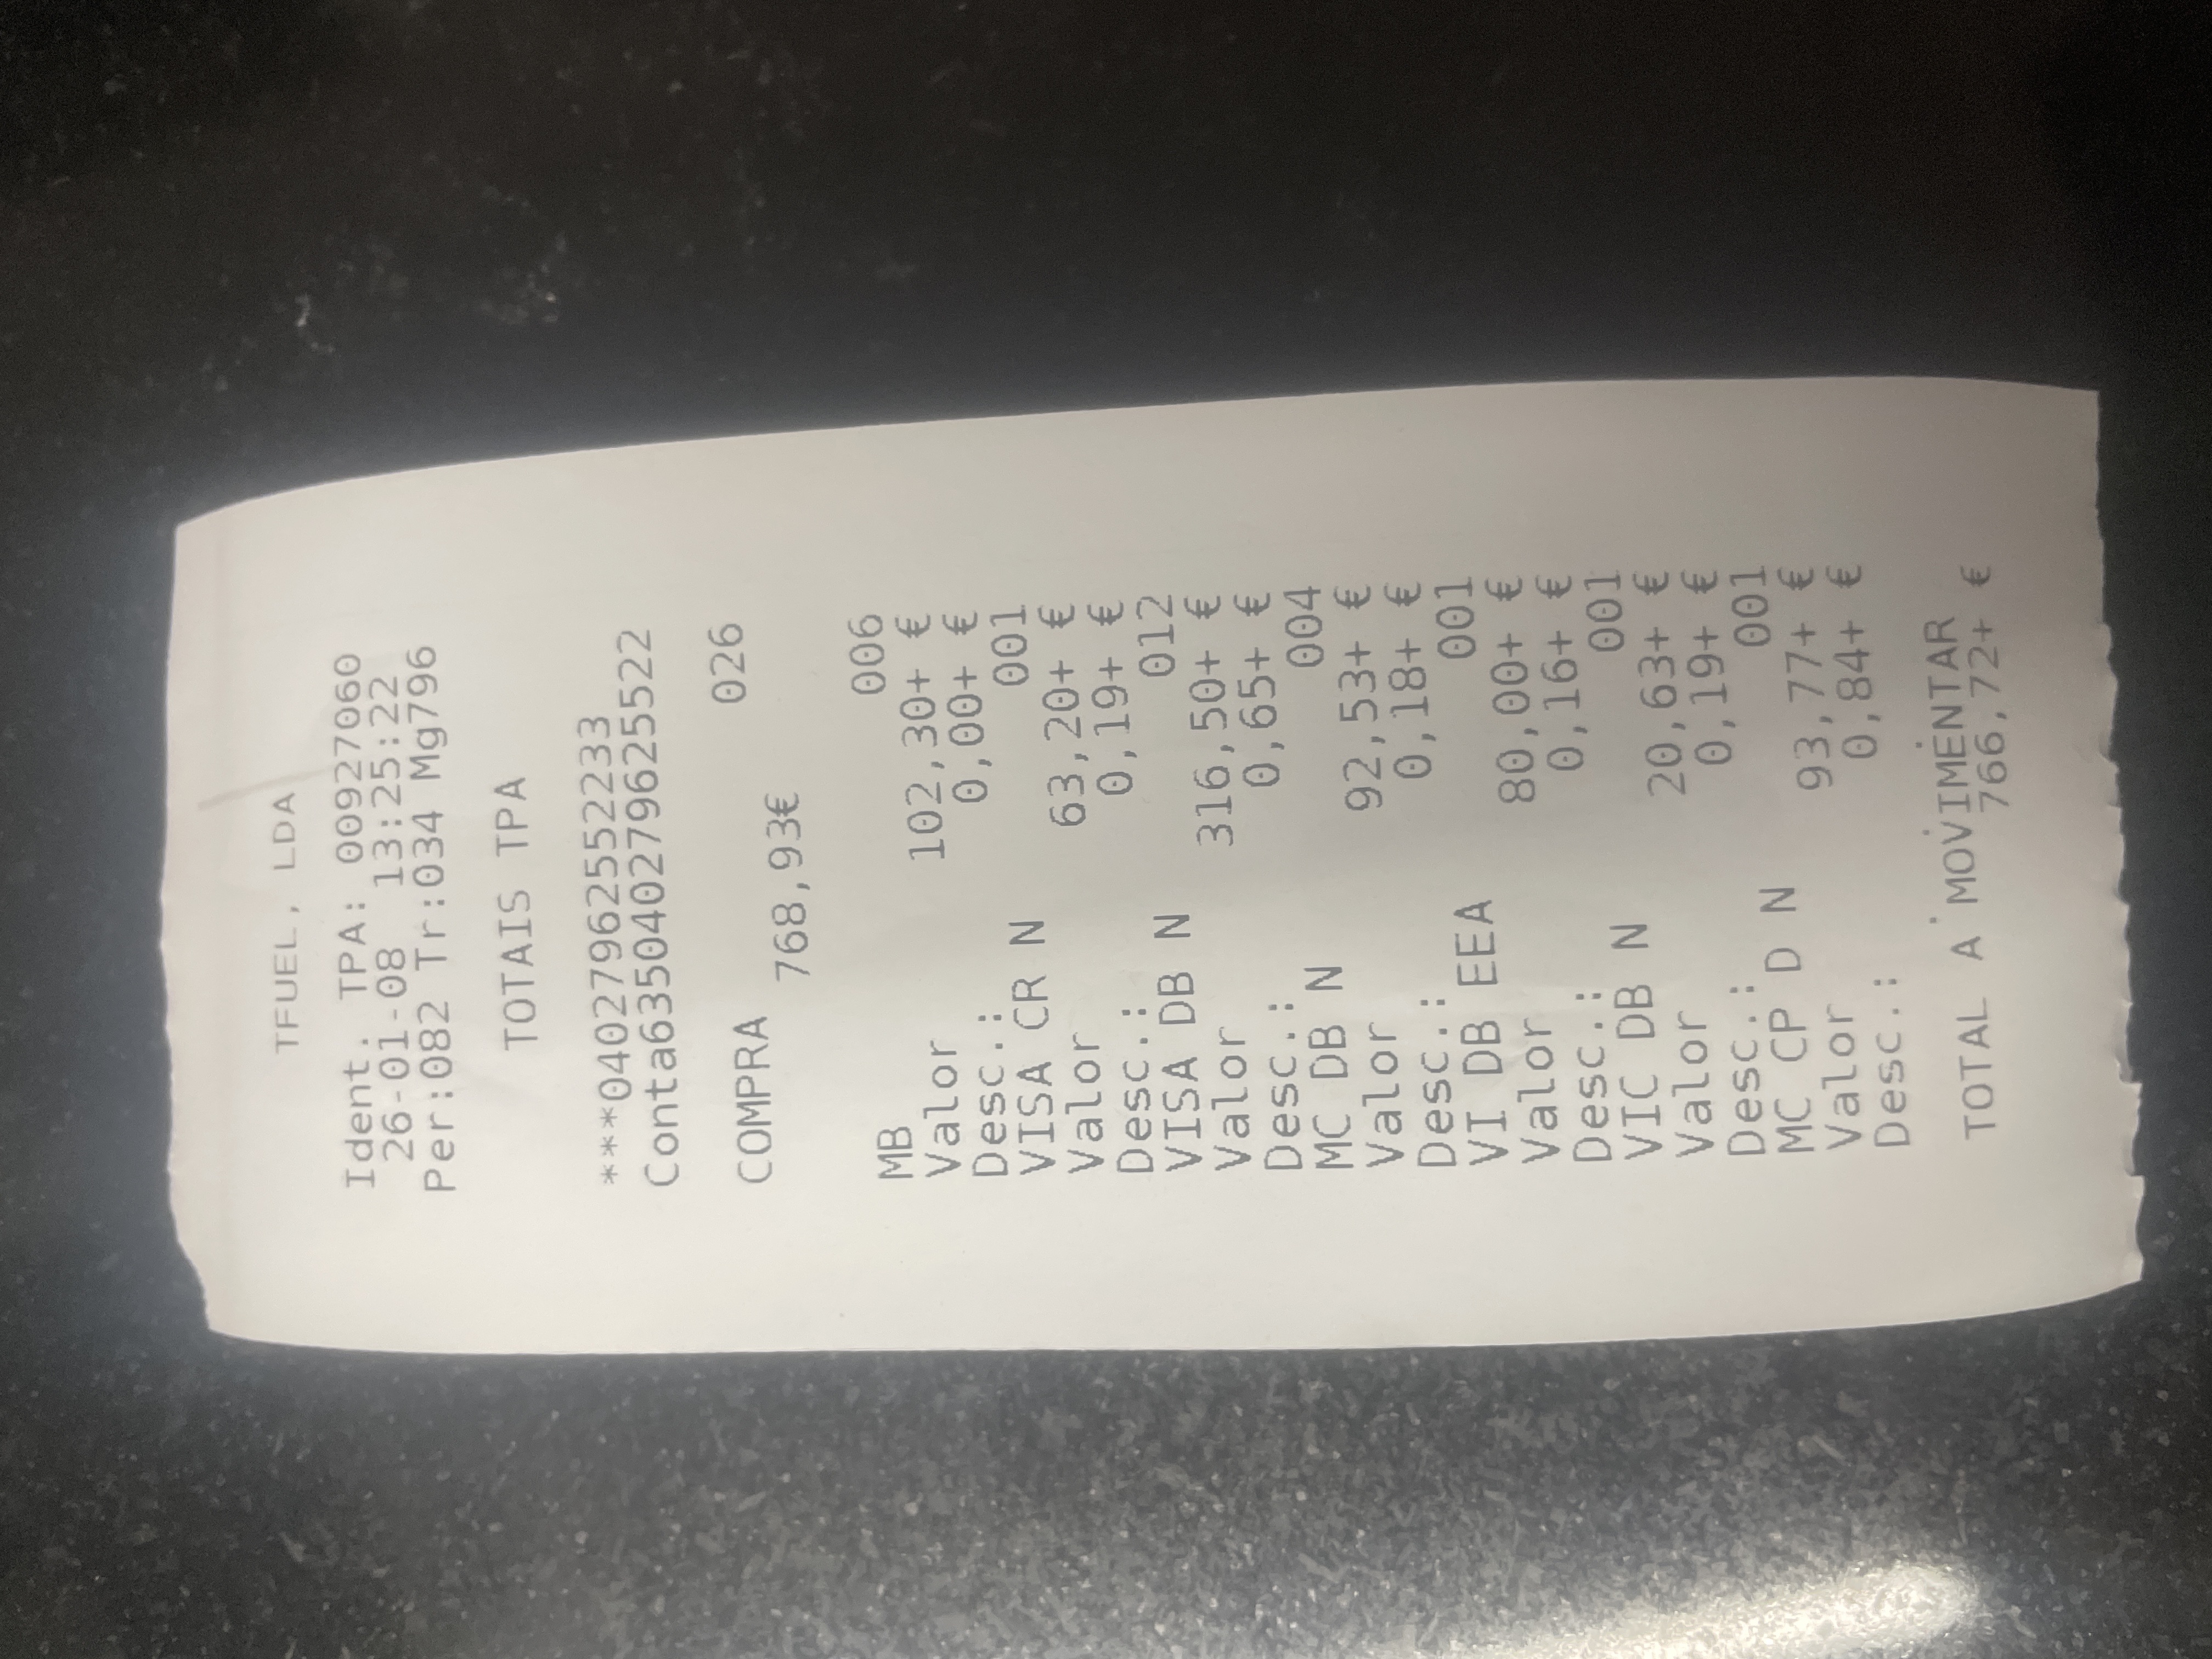 TFUEL, LDA
Ident. TPA: 00927060
26-01-08 13:25:22
Per:082 Tr:034 Mg796
TOTAIS TPA
***0402796255 2233
Conta6350402796255522
COMPRA 026
768,93€
MB 006
Valor 102,30+ €
Desc.: 0,00+ €
VISA CR N 001
Valor 63,20+ €
Desc.: 0,19+ €
VISA DB N 012
Valor 316,50+ €
Desc.: 0,65+ €
MC DB N 004
Valor 92,53+ €
Desc.: 0,18+ €
VI DB EEA 001
Valor 80,00+ €
Desc.: 0,16+ €
VIC DB N 001
Valor 20,63+ €
Desc.: 0,19+ €
MC CP D N 001
Valor 93,77+ €
Desc.: 0,84+ €
TOTAL A MOVIMENTAR
766,72+ €